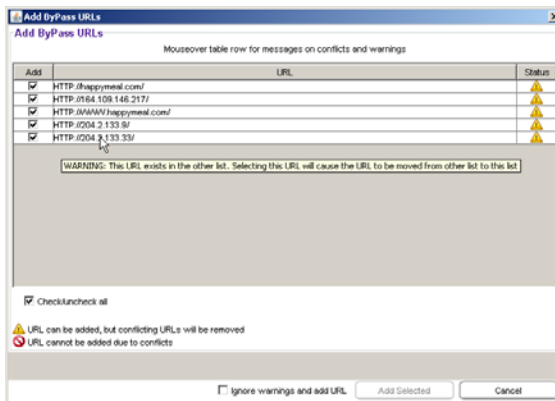 Add ByPass URLs
Add ByPass URLs
Mouseover table row for messages on conflicts and warnings
Add URL Status
HTTP://happymeal.com/
HTTP://164.109.146.217/
HTTP://WWW.happymeal.com/
HTTP://204.2.133.9/
HTTP://204.2.133.33/
WARNING: This URL exists in the other list. Selecting this URL will cause the URL to be moved from other list to this list
Check/uncheck all
URL can be added, but conflicting URLs will be removed
URL cannot be added due to conflicts
Ignore warnings and add URL Add Selected Cancel